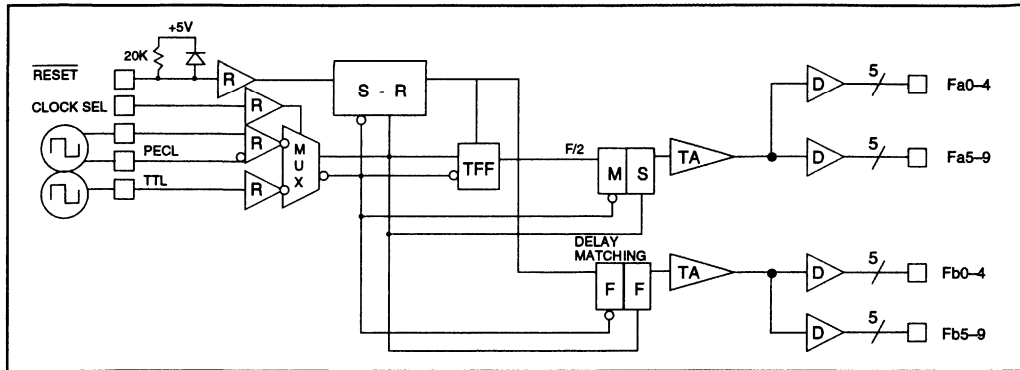 +5V
20K
RESET
R
S - R
5
D
Fa0–4
CLOCK SEL
R
PECL
R
M
U
X
TFF
F/2
M S
TA
5
D
Fa5–9
TTL
R
DELAY
MATCHING
F F
TA
5
D
Fb0–4
5
D
Fb5–9